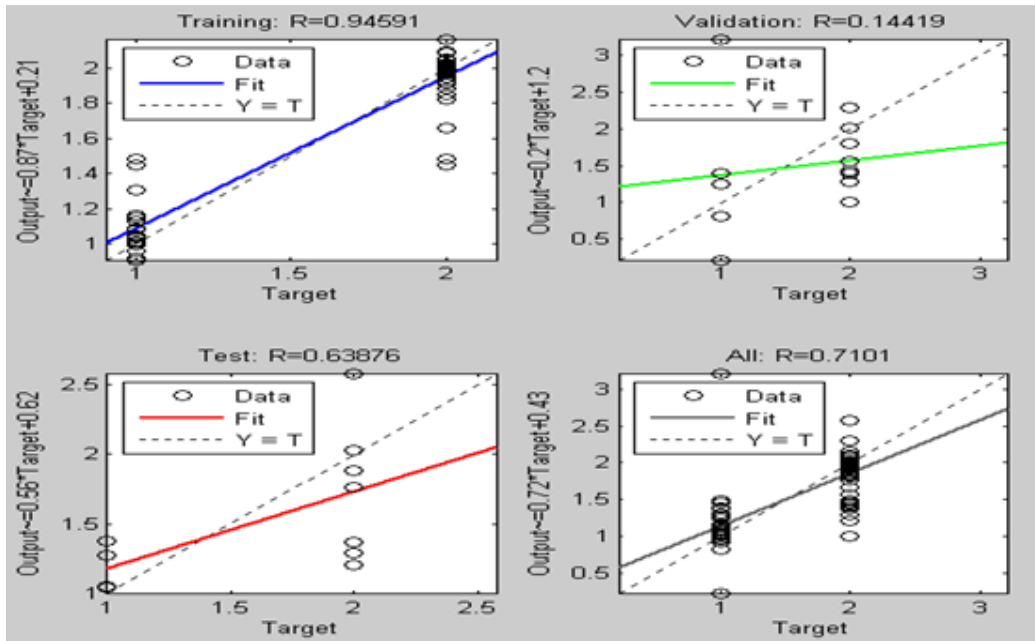 Training: R=0.94591
Output~=0.87*Target+0.21
2
1.8
1.6
1.4
1.2
1
Data
Fit
Y = T
1
1.5
2
Target
Validation: R=0.14419
Output~=0.2*Target+1.2
3
2.5
2
1.5
1
0.5
Data
Fit
Y = T
1
2
3
Target
Test: R=0.63876
Output~=0.56*Target+0.62
2.5
2
1.5
1
Data
Fit
Y = T
1
1.5
2
2.5
Target
All: R=0.7101
Output~=0.72*Target+0.43
3
2.5
2
1.5
1
0.5
Data
Fit
Y = T
1
2
3
Target